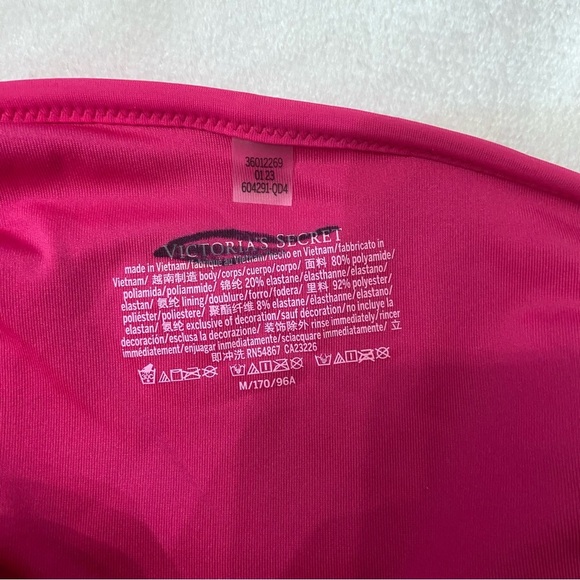 36012269
01 23
604291-QD4
VICTORIA'S SECRET
made in Vietnam/fabriqué au Vietnam/hecho en Vietnam/fabbricato in
Vietnam/ 越南制造 body/corps/cuerpo/corpo/ 面料 80% polyamide/
poliamida/poliammide/ 锦纶 20% elastane/élasthanne/elastano/
elastan/ 氨纶 lining/doublure/forro/fodera/ 里料 92% polyester/
poliéster/poliestere/ 聚酯纤维 8% elastane/élasthanne/elastano/
elastan/ 氨纶 exclusive of decoration/sauf décoration/ no incluye
decoración/esclusa la decorazione/ 装饰除外 rinse immediately/rincer
immédiatement/enjuagar inmediatamente/sciacquare immediatamente/ 立
即冲洗 RN54867 CA23226
M/170/96A